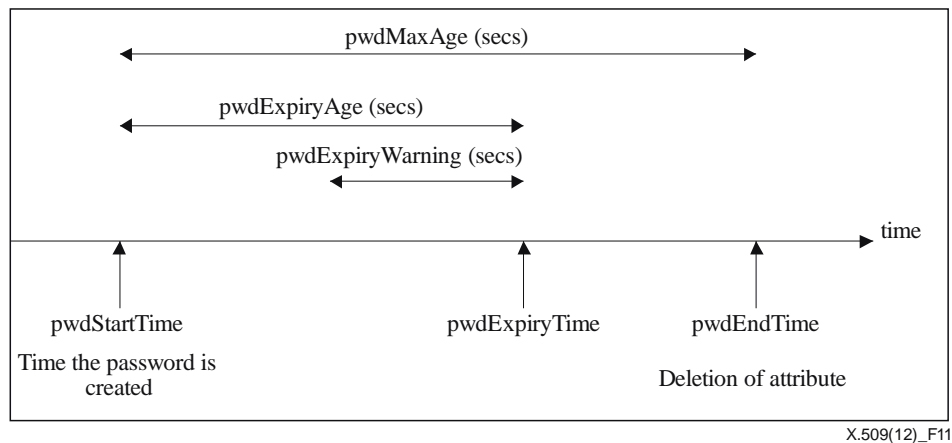 pwdMaxAge (secs)
pwdExpiryAge (secs)
pwdExpiryWarning (secs)
time
pwdStartTime
pwdExpiryTime
pwdEndTime
Time the password is
created
Deletion of attribute
X.509(12)_F11